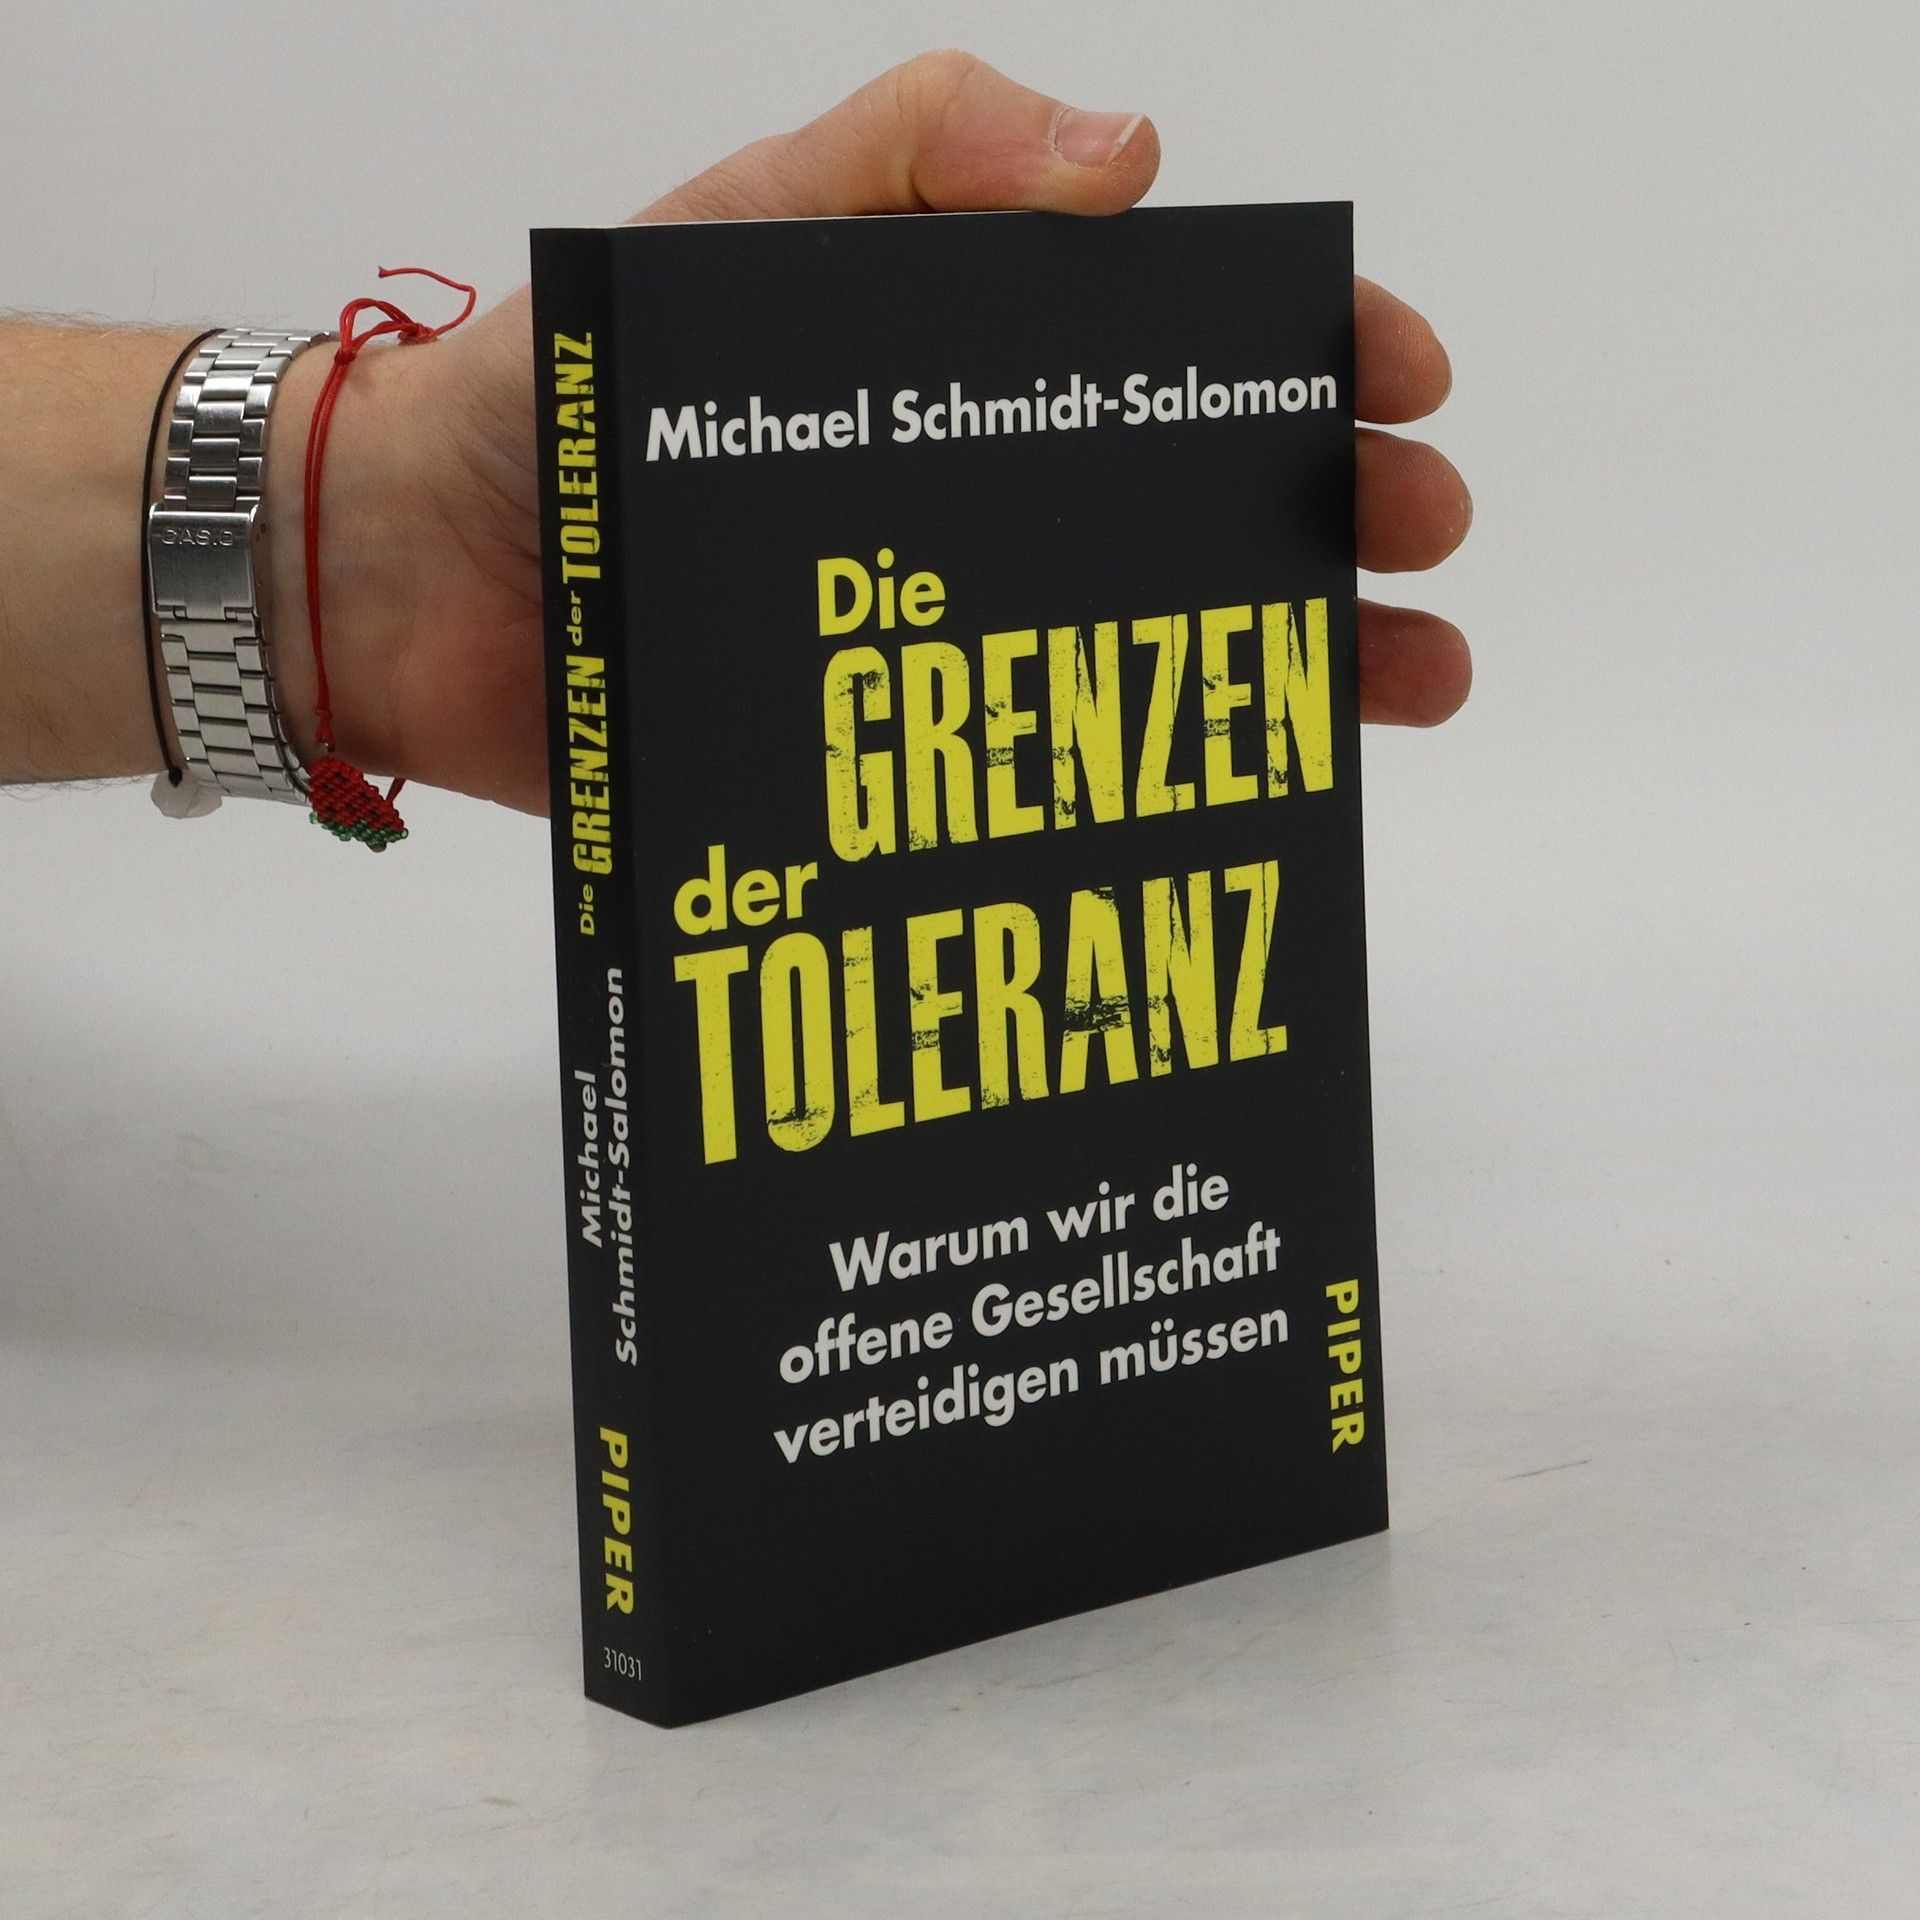 Michael Schmidt-Salomon
Die
GRENZEN
der
TOLERANZ
Warum wir die
offene Gesellschaft
verteidigen müssen
PIPER
Die GRENZEN der TOLERANZ
Michael
Schmidt-Salomon
PIPER
31031
CASIO